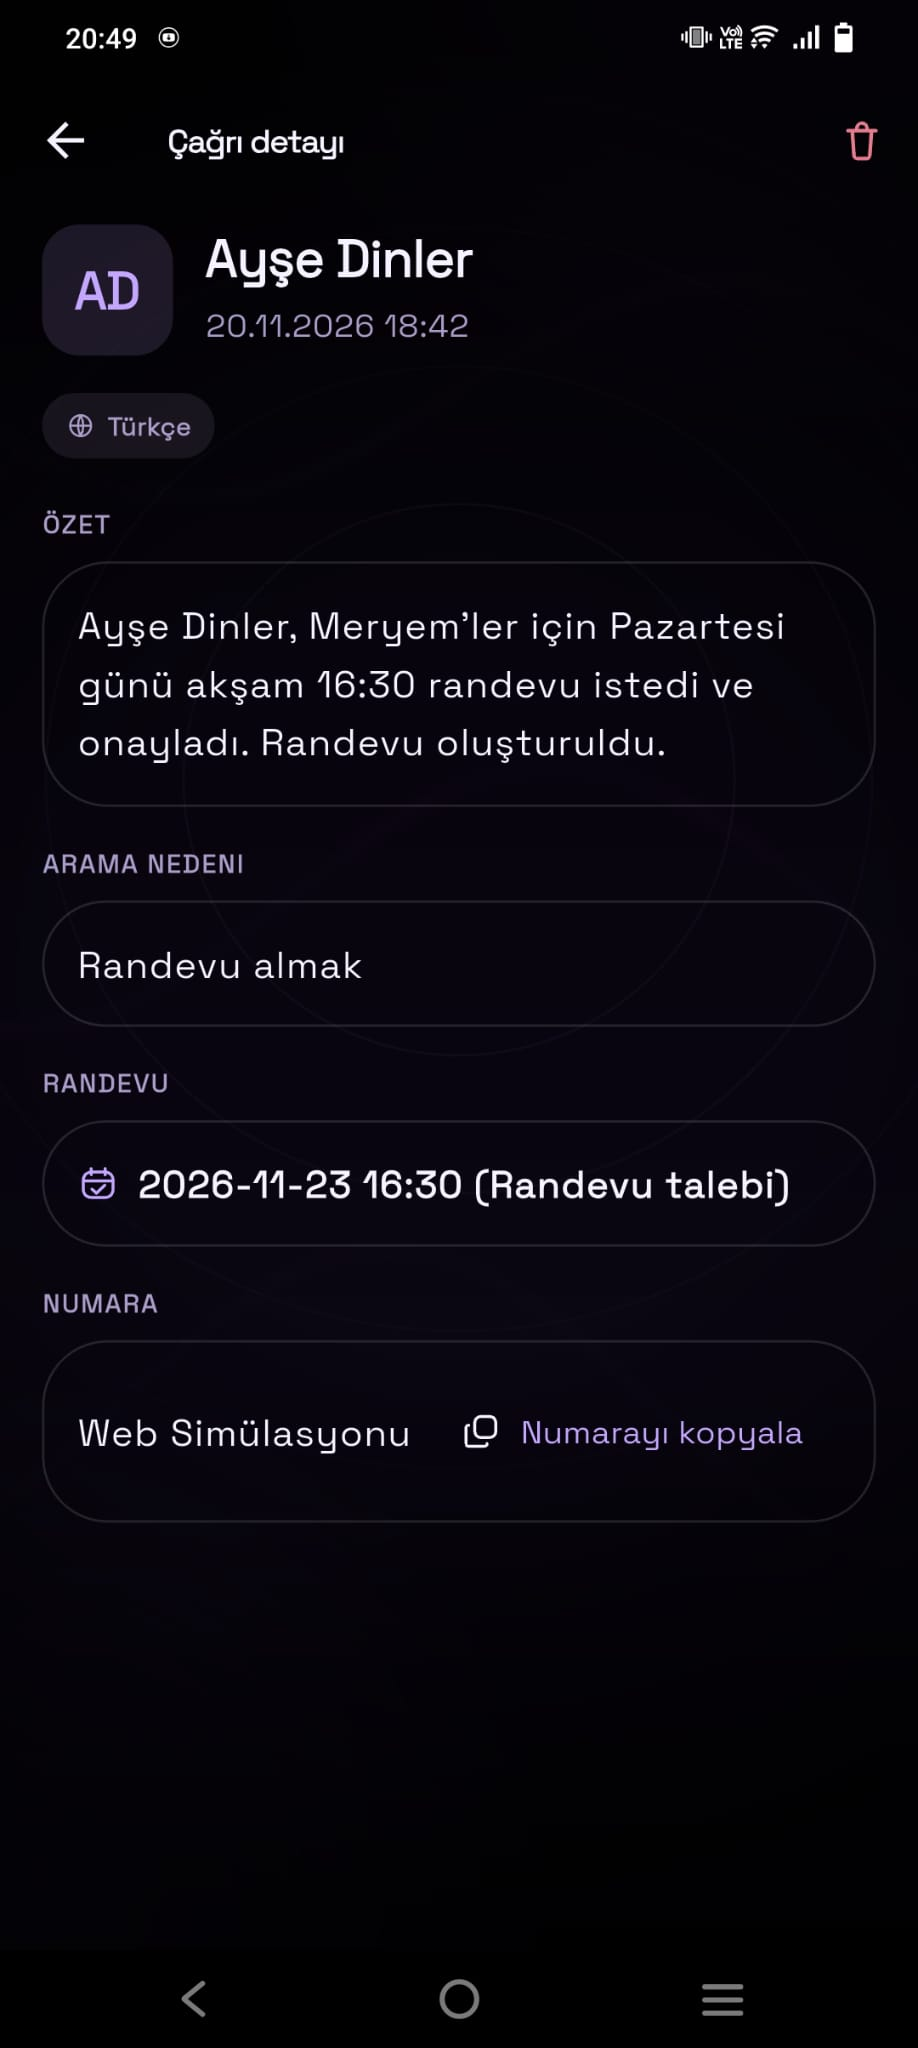 20:49
Vo) LTE
Çağrı detayı
AD
Ayşe Dinler
20.11.2026 18:42
Türkçe
ÖZET
Ayşe Dinler, Meryem'ler için Pazartesi
günü akşam 16:30 randevu istedi ve
onayladı. Randevu oluşturuldu.
ARAMA NEDENI
Randevu almak
RANDEVU
2026-11-23 16:30 (Randevu talebi)
NUMARA
Web Simülasyonu Numarayı kopyala